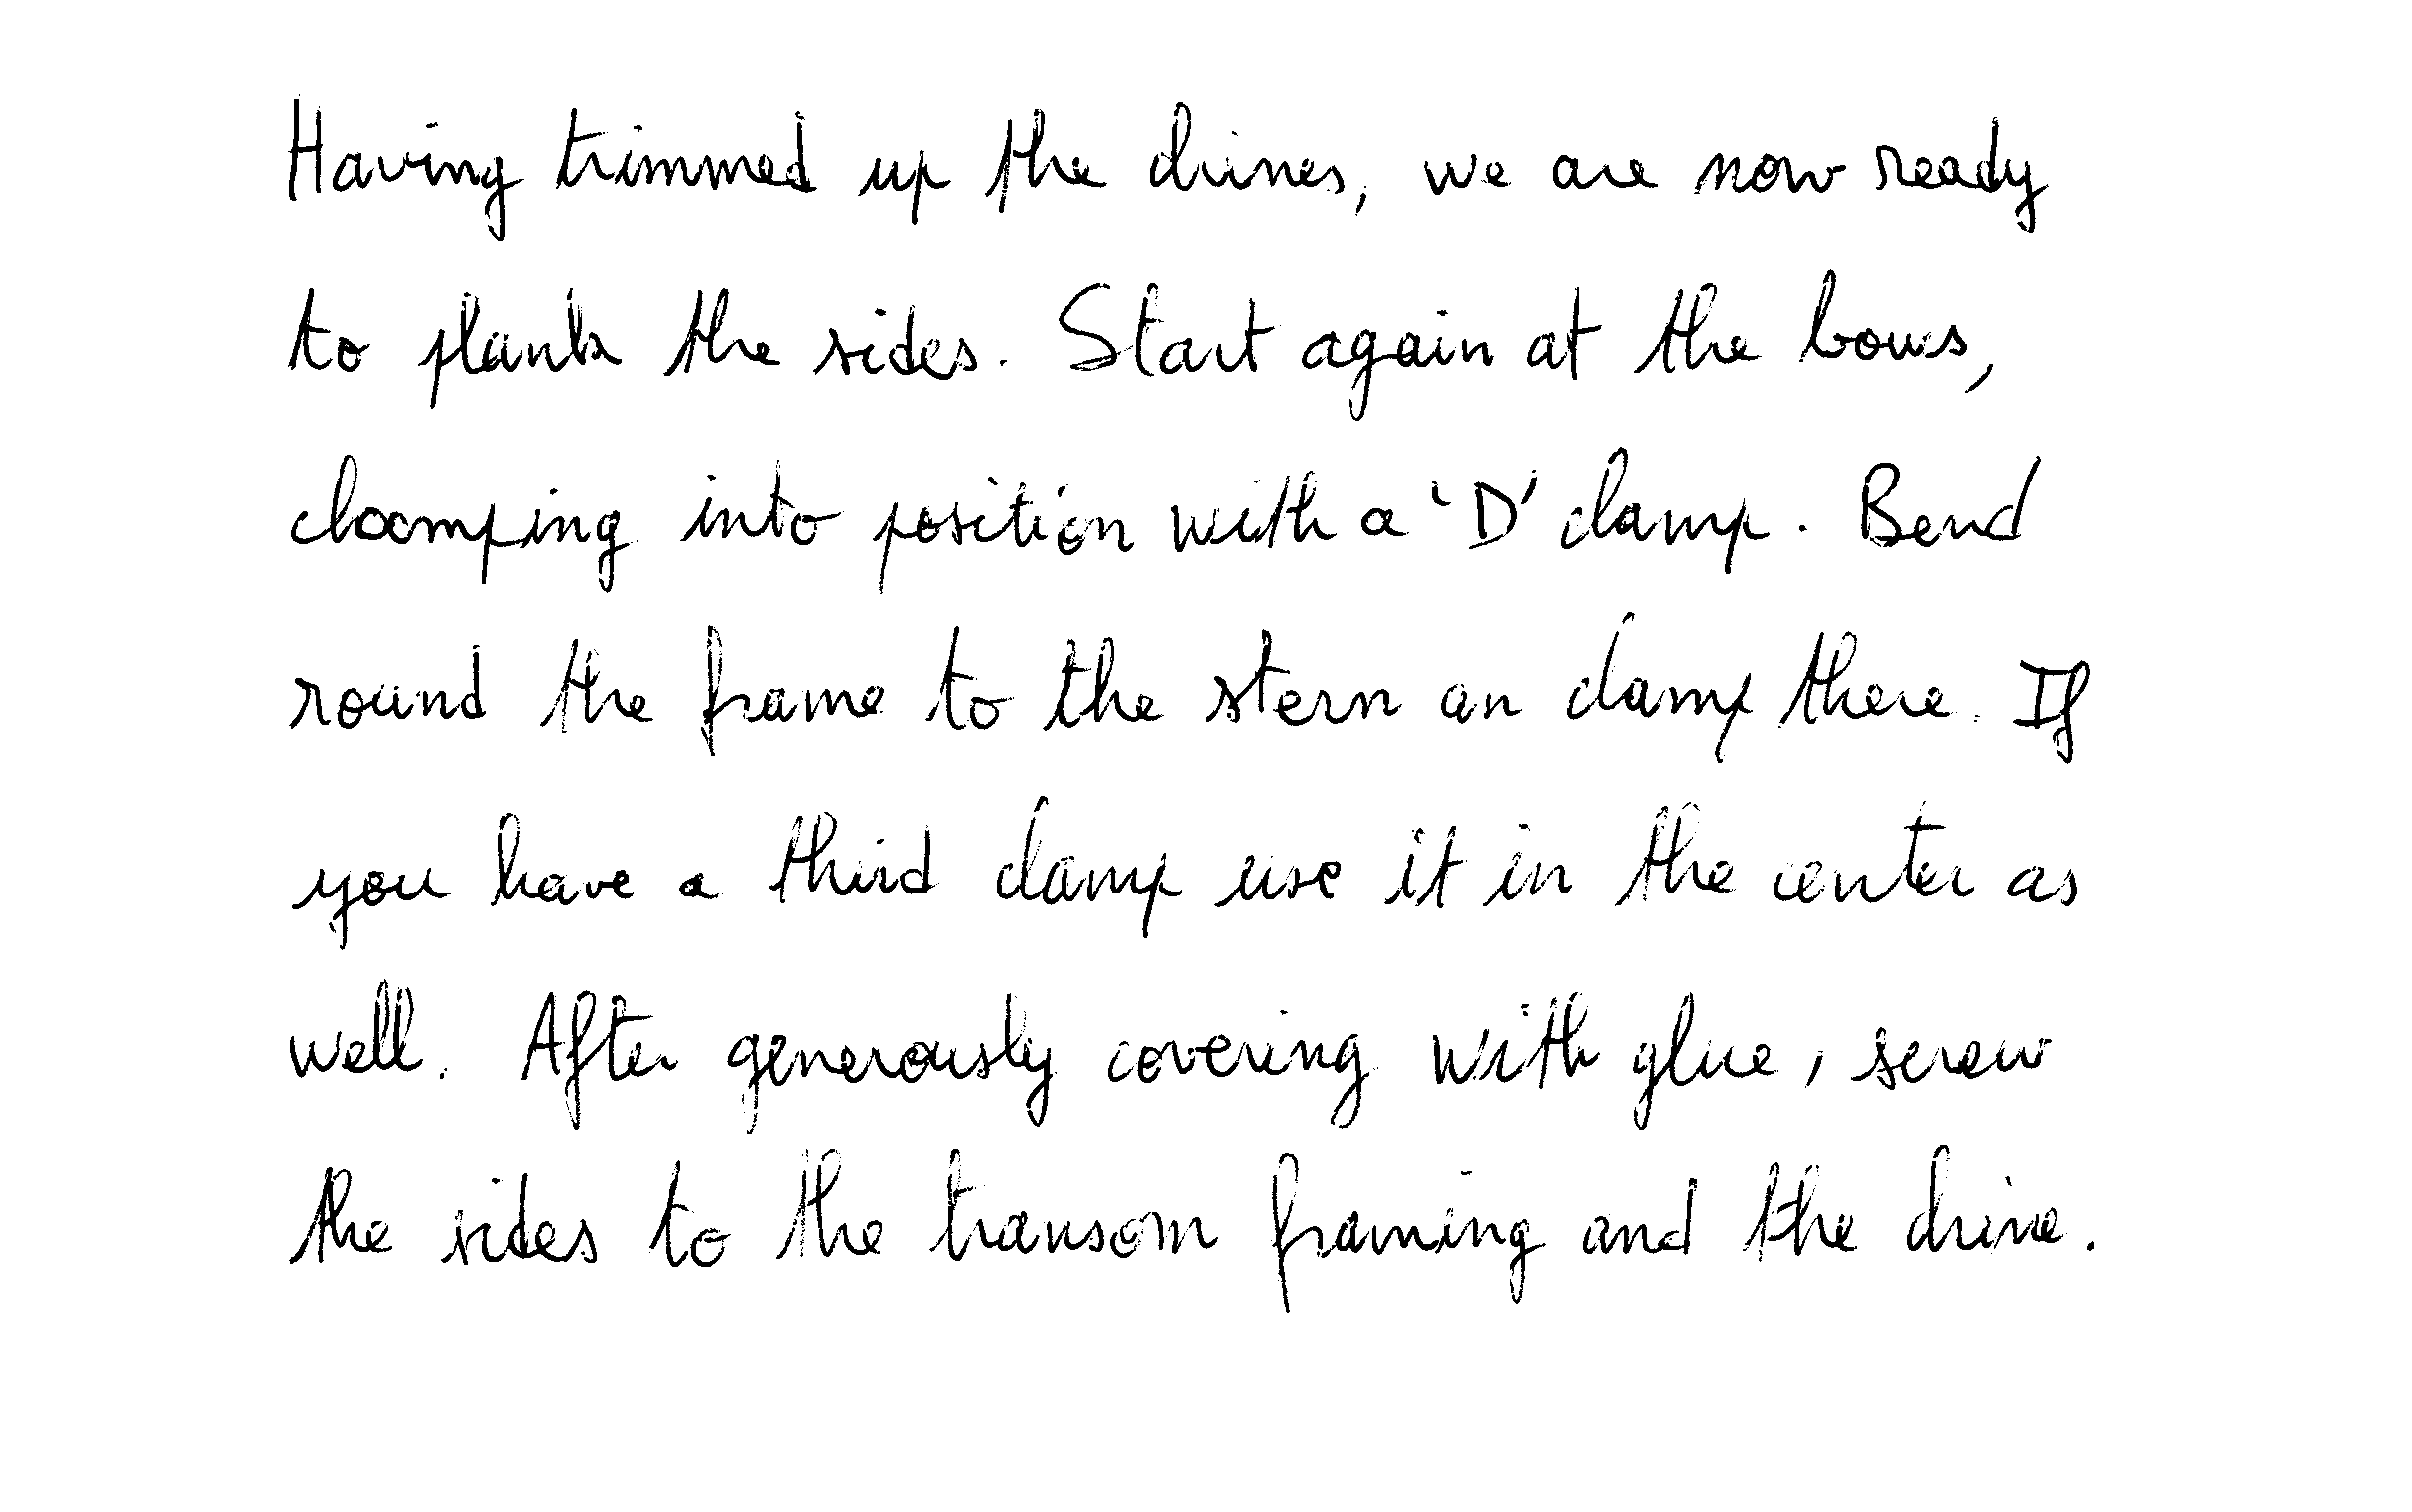 Having trimmed up the chines, we are now ready
to plank the sides. Start again at the bows,
clamping into position with a 'D' clamp. Bend
round the frame to the stern an clamp there. If
you have a third clamp use it in the center as
well. After generously covering with glue, screw
the sides to the transom framing and the chine.